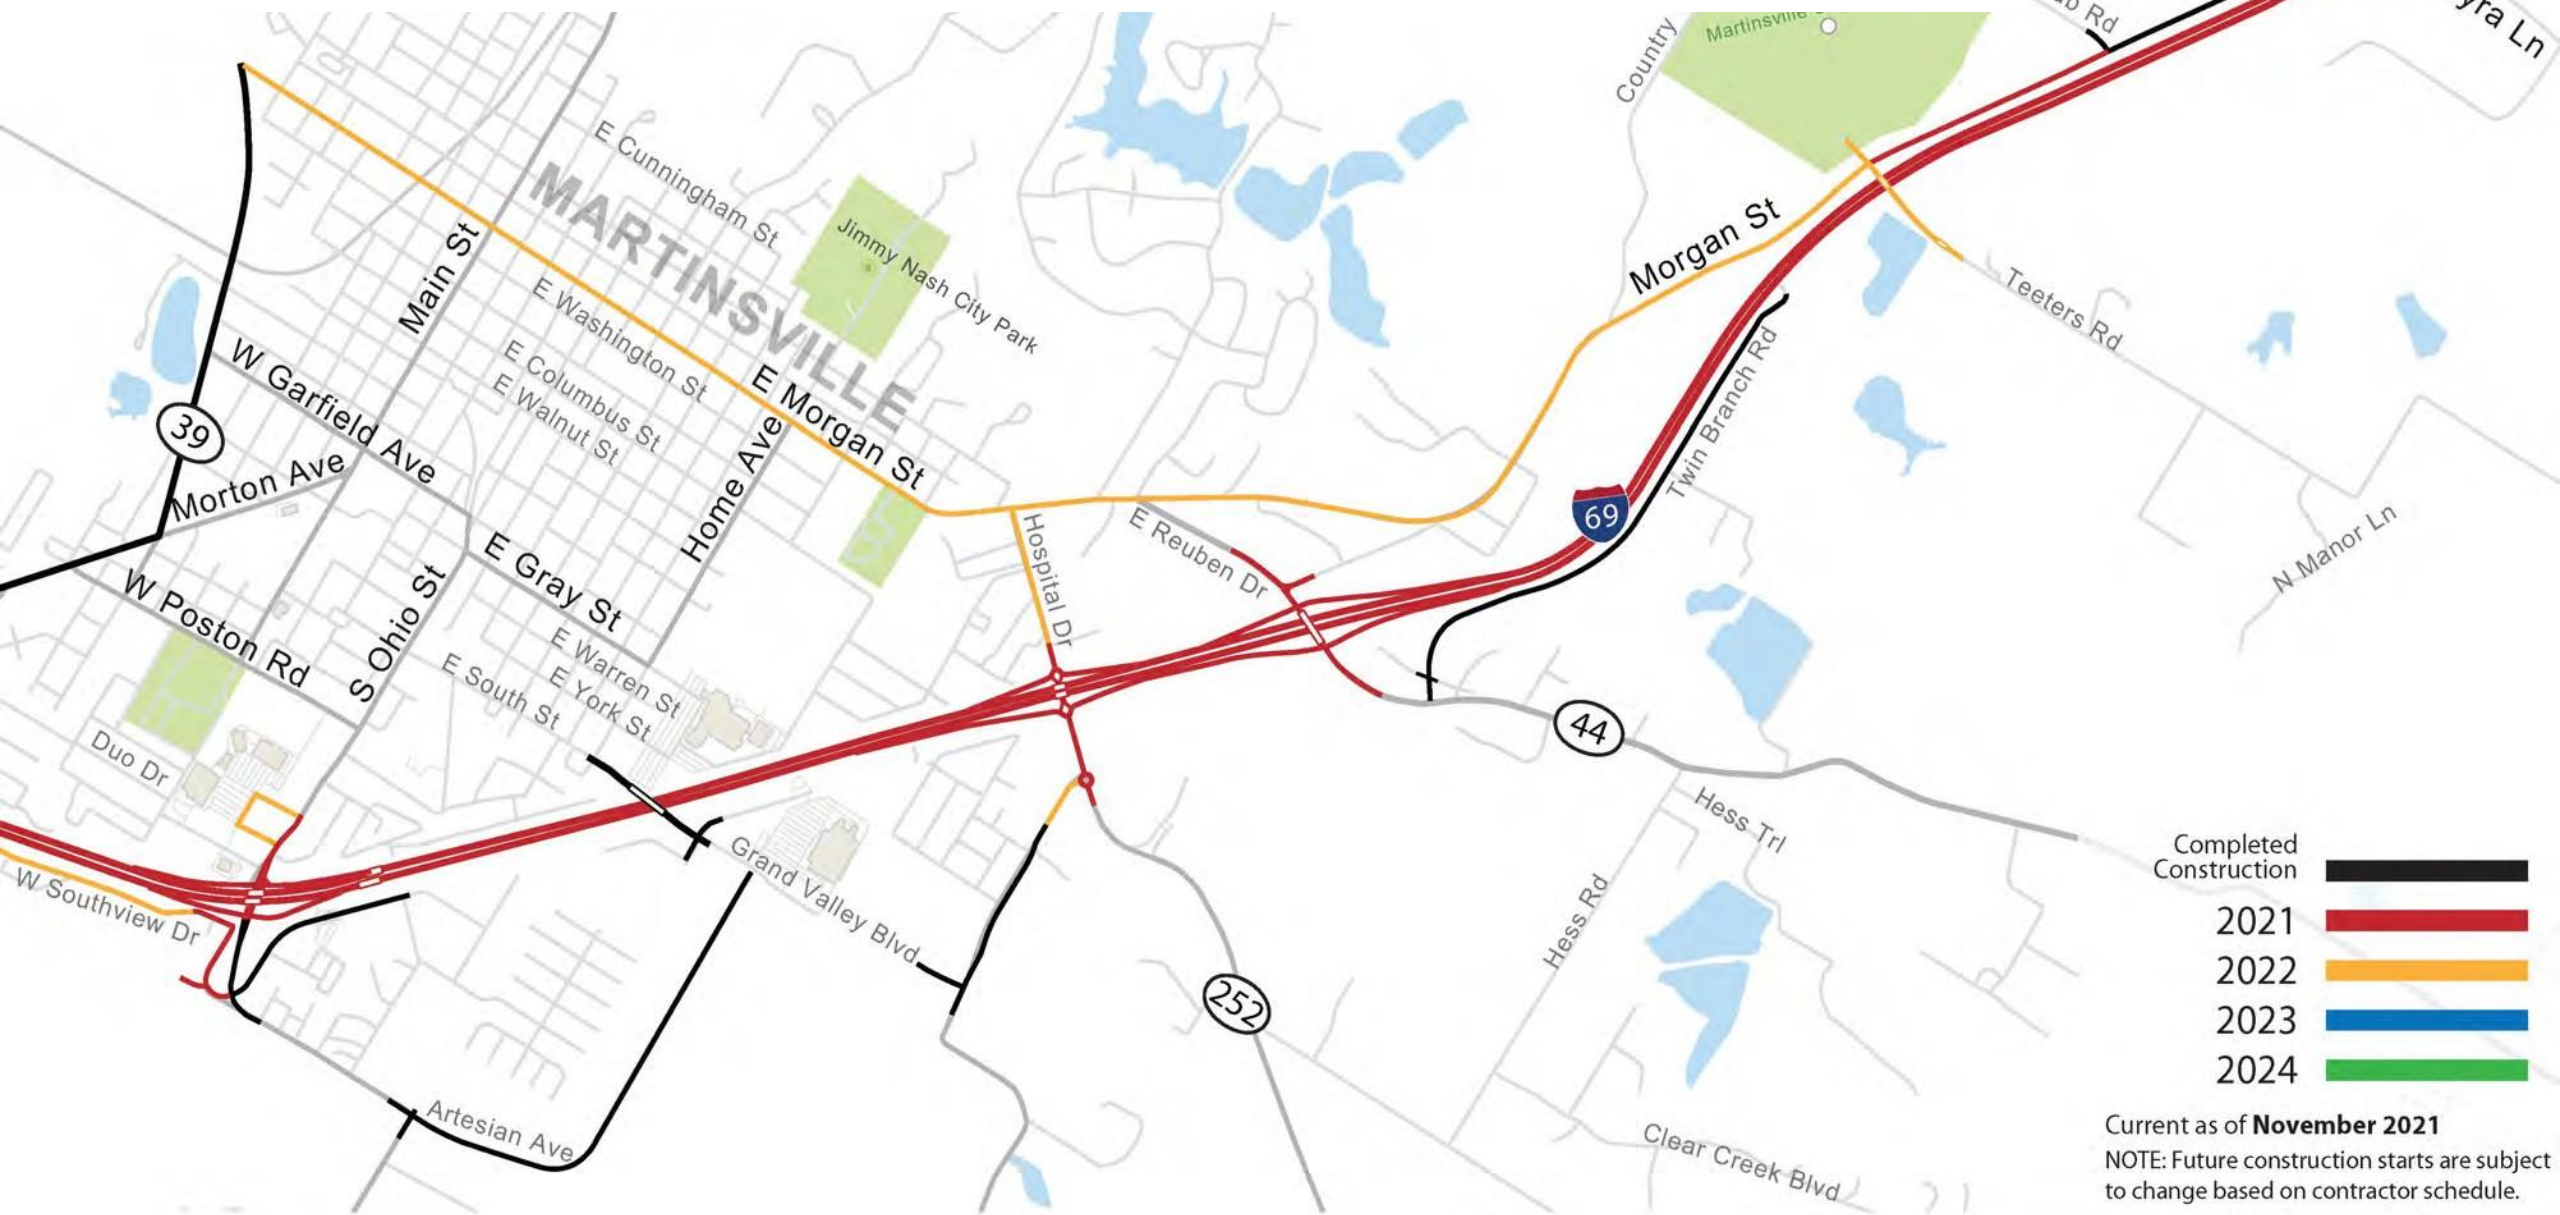 Martinsville
Country
Rd
yra Ln
E Cunningham St
MARTINSVILLE
Jimmy Nash City Park
Main St
Morgan St
Teeters Rd
E Washington St
E Columbus St
E Walnut St
E Morgan St
Home Ave
W Garfield Ave
39
Morton Ave
Twin Branch Rd
69
N Manor Ln
E Reuben Dr
Hospital Dr
E Gray St
W Poston Rd
S Ohio St
E Warren St
E York St
E South St
44
Duo Dr
Hess Trl
Hess Rd
Grand Valley Blvd
W Southview Dr
252
Artesian Ave
Clear Creek Blvd
Completed
Construction
2021
2022
2023
2024
Current as of November 2021
NOTE: Future construction starts are subject
to change based on contractor schedule.